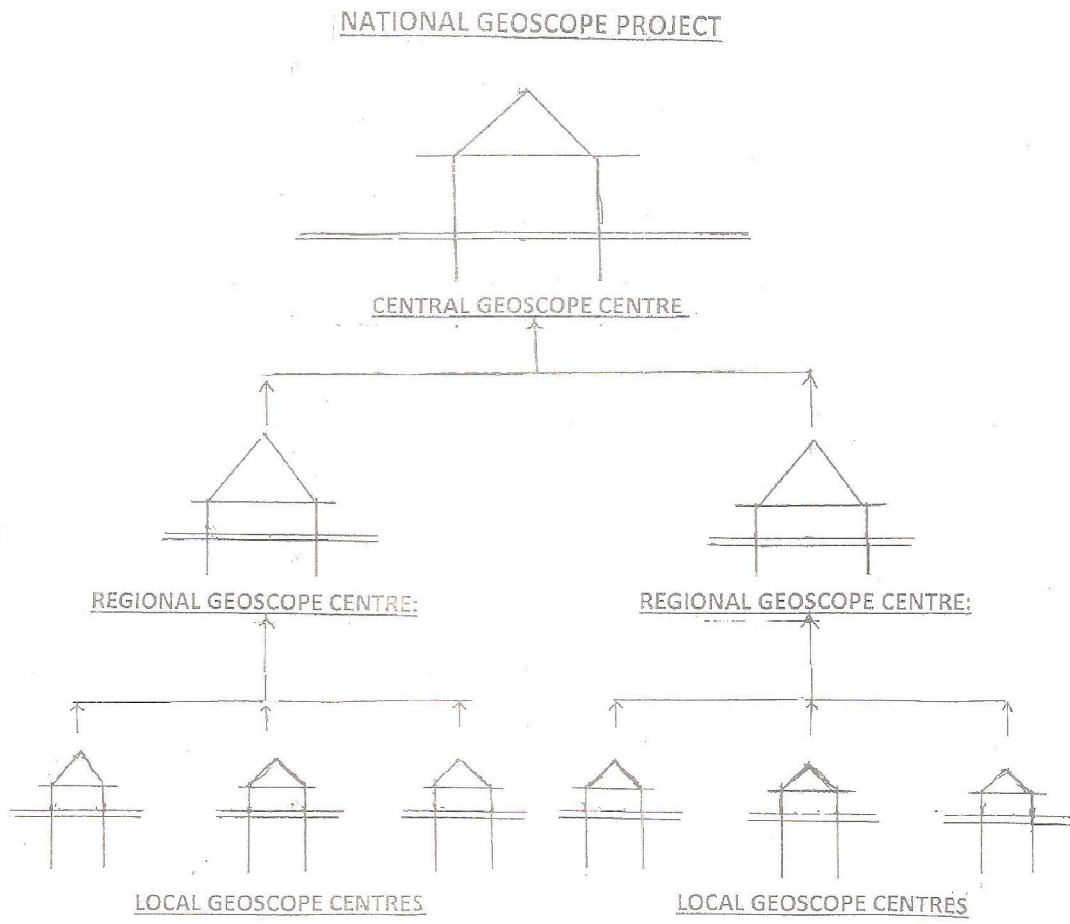 NATIONAL GEOSCOPE PROJECT
CENTRAL GEOSCOPE CENTRE
REGIONAL GEOSCOPE CENTRE:
REGIONAL GEOSCOPE CENTRE:
LOCAL GEOSCOPE CENTRES
LOCAL GEOSCOPE CENTRES